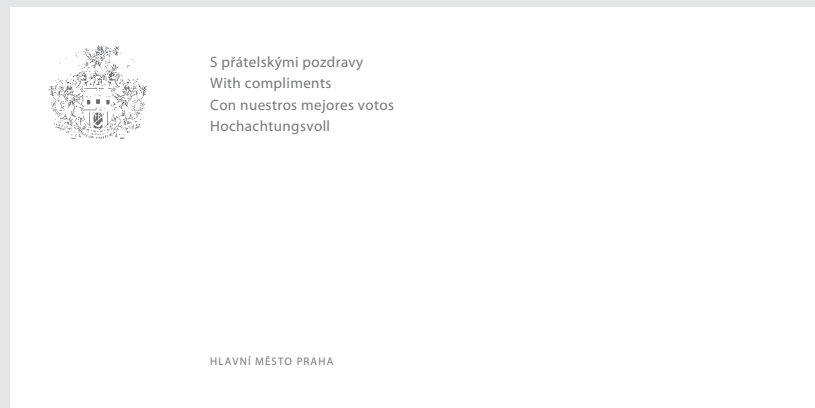 S přátelskými pozdravy
With compliments
Con nuestros mejores votos
Hochachtungsvoll
HLAVNÍ MĚSTO PRAHA